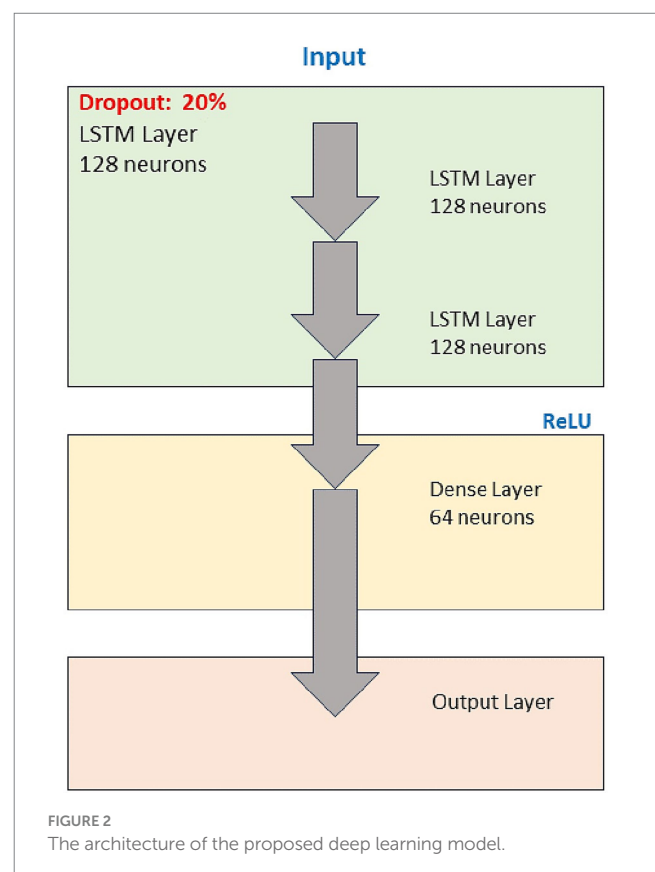 Input
Dropout: 20%
LSTM Layer
128 neurons
LSTM Layer
128 neurons
LSTM Layer
128 neurons
ReLU
Dense Layer
64 neurons
Output Layer
FIGURE 2
The architecture of the proposed deep learning model.